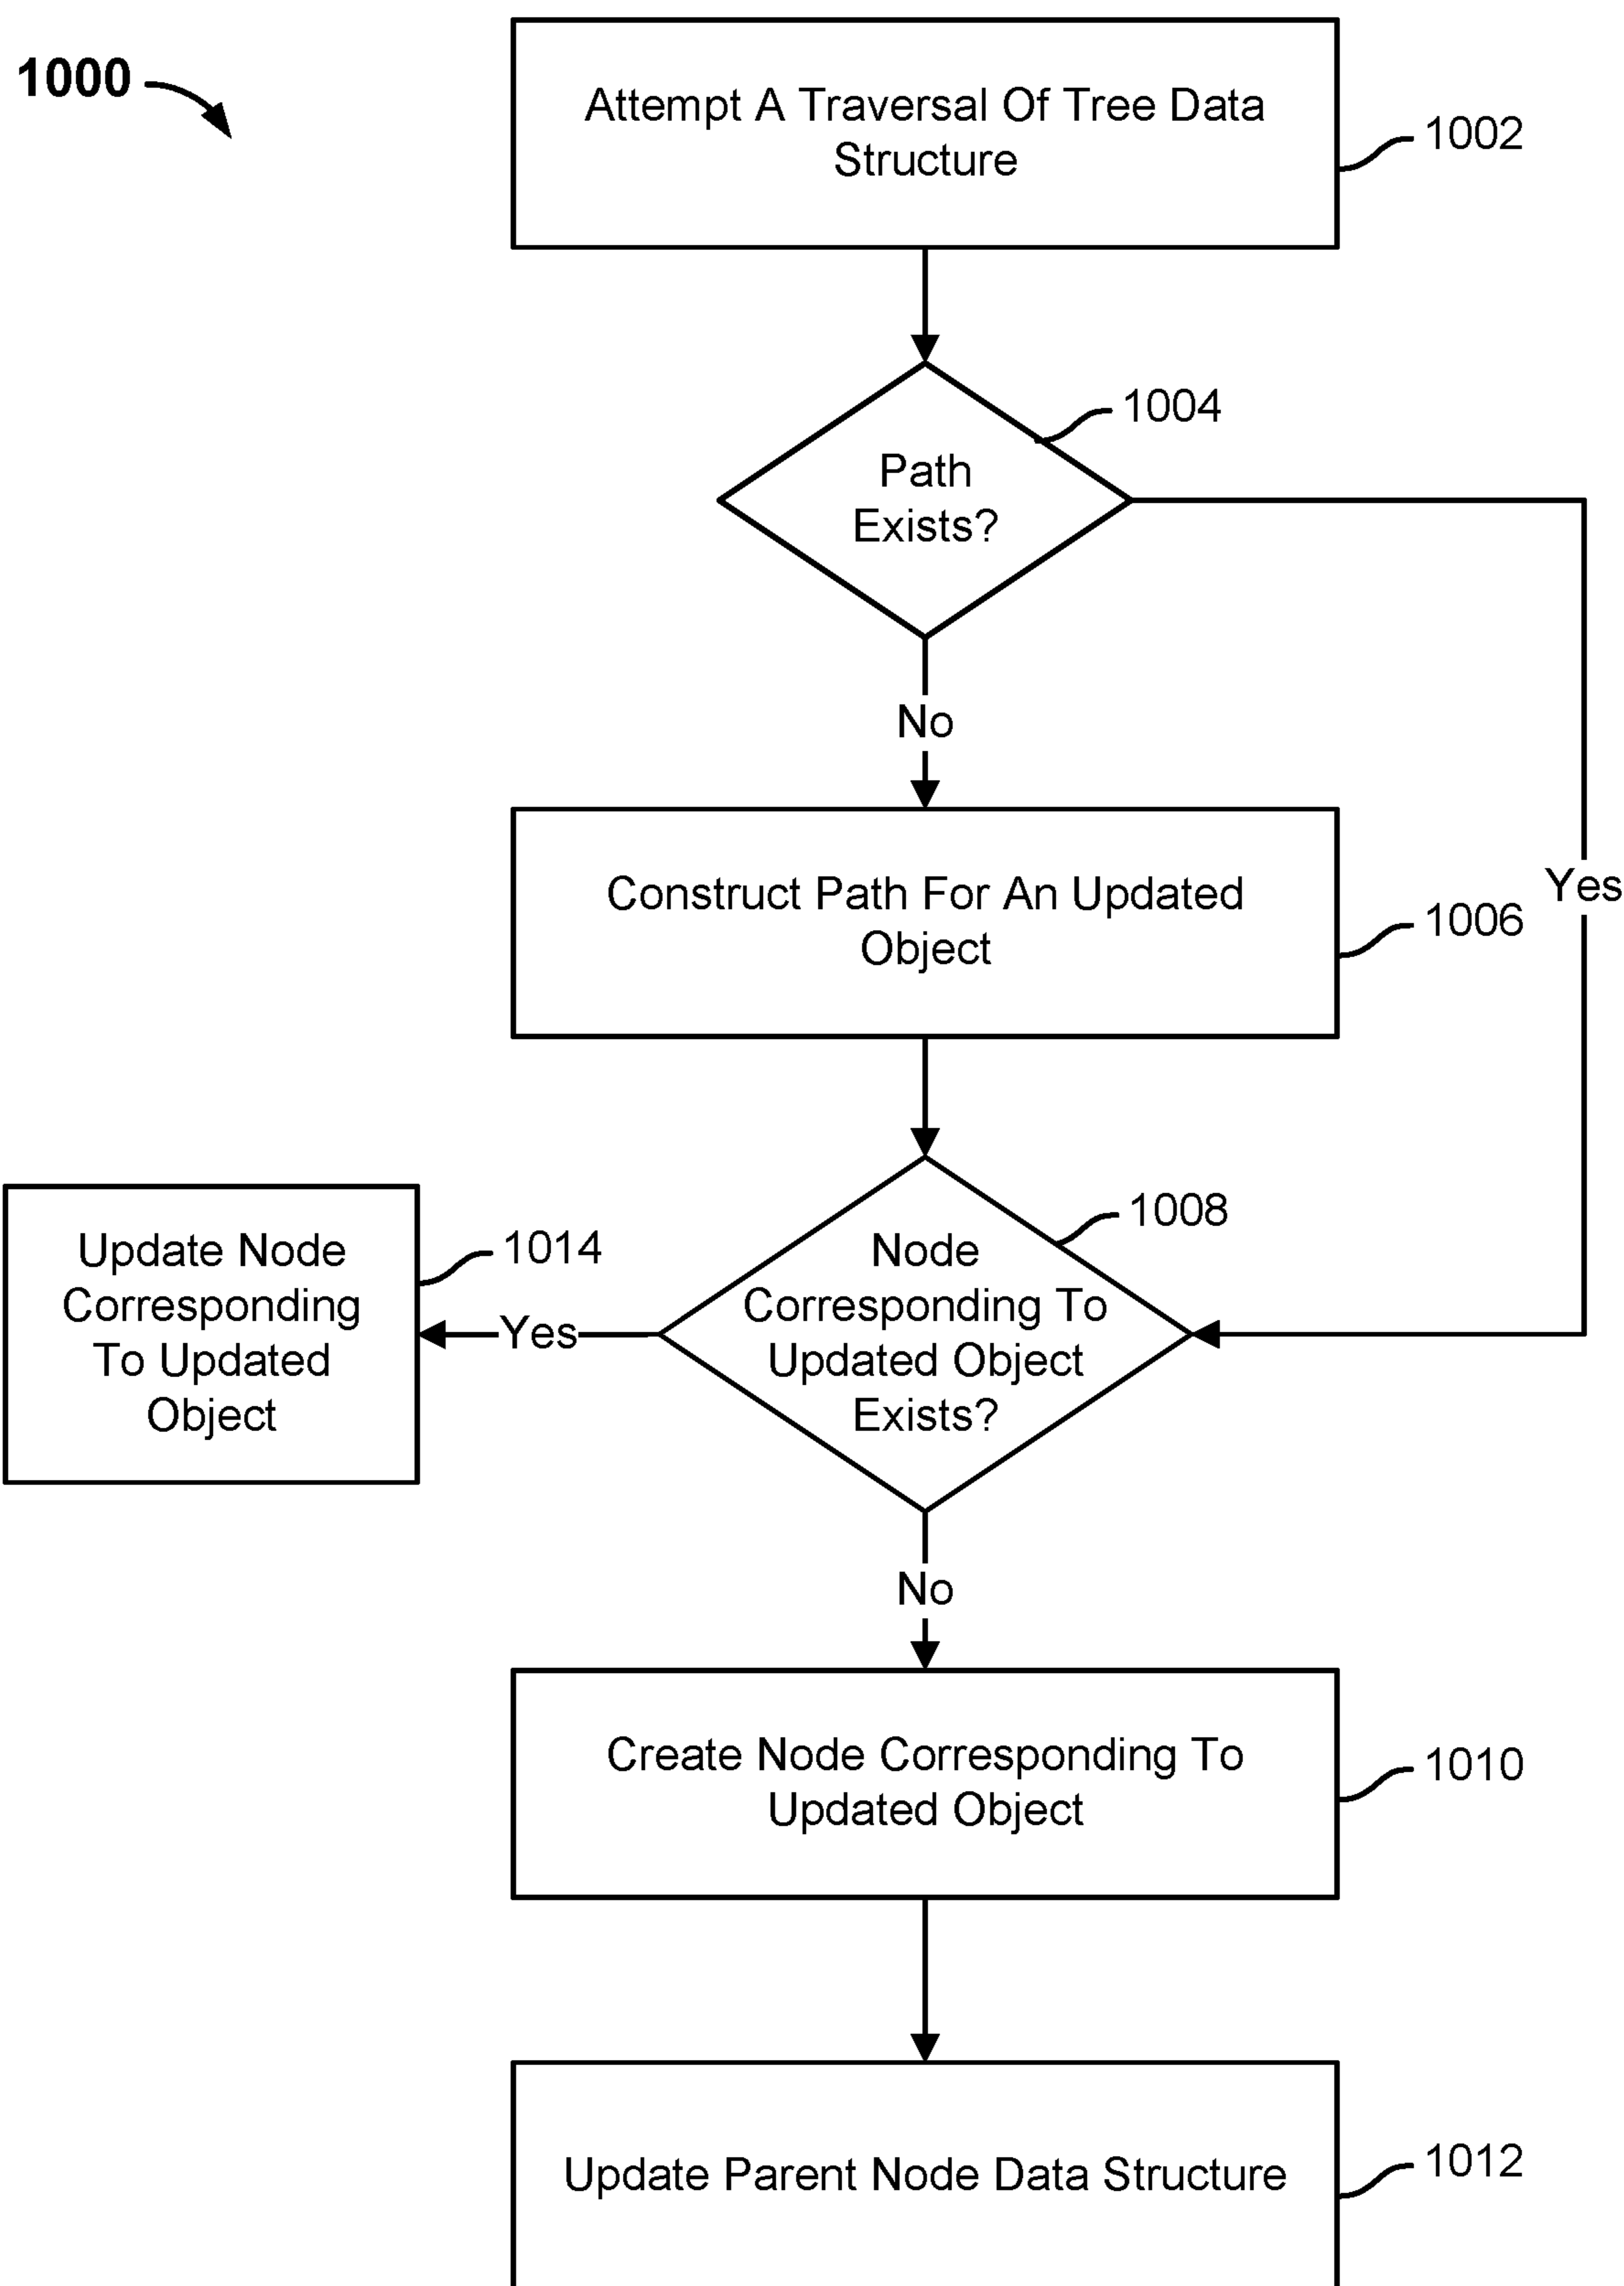 1000
Attempt A Traversal Of Tree Data
Structure
1002
1004
Path
Exists?
No
Yes
Construct Path For An Updated
Object
1006
1008
Node
Corresponding To
Updated Object
Exists?
Yes
1014
Update Node
Corresponding
To Updated
Object
No
Create Node Corresponding To
Updated Object
1010
Update Parent Node Data Structure
1012